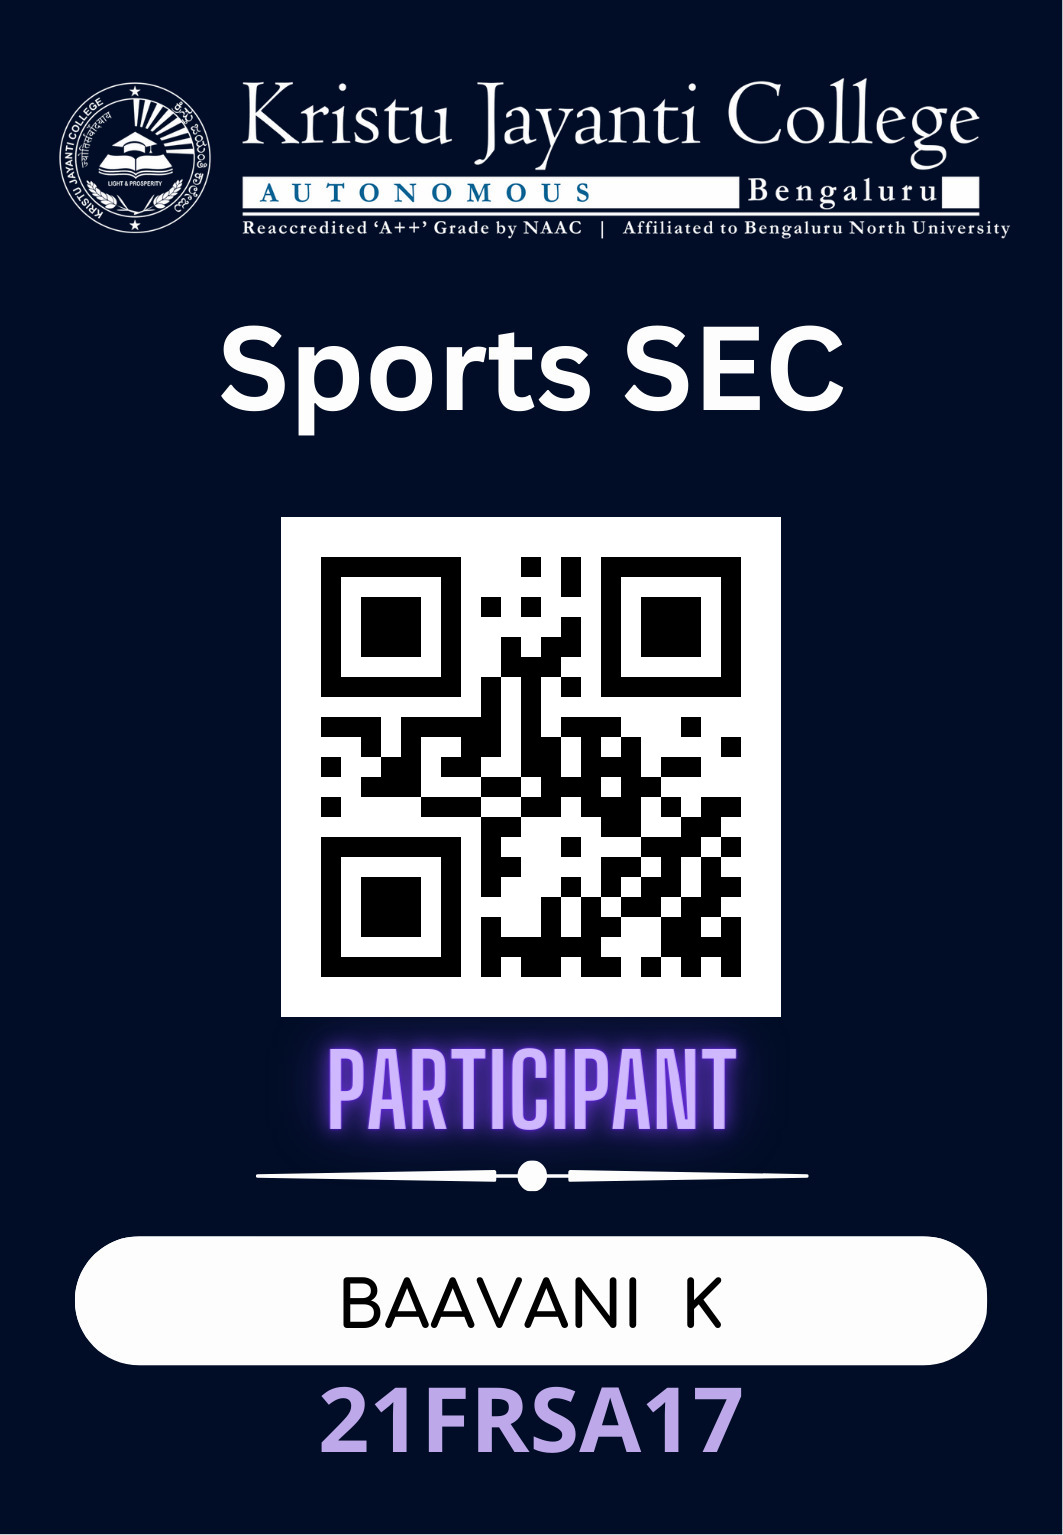 Kristu Jayanti College
AUTONOMOUS Bengaluru
Reaccredited ‘A++’ Grade by NAAC | Affiliated to Bengaluru North University
KRISTU JAYANTI COLLEGE
ಕ್ರಿಸ್ತು ಜಯಂತಿ ಕಾಲೇಜು
LIGHT & PROSPERITY
Sports SEC
PARTICIPANT
BAAVANI K
21FRSA17